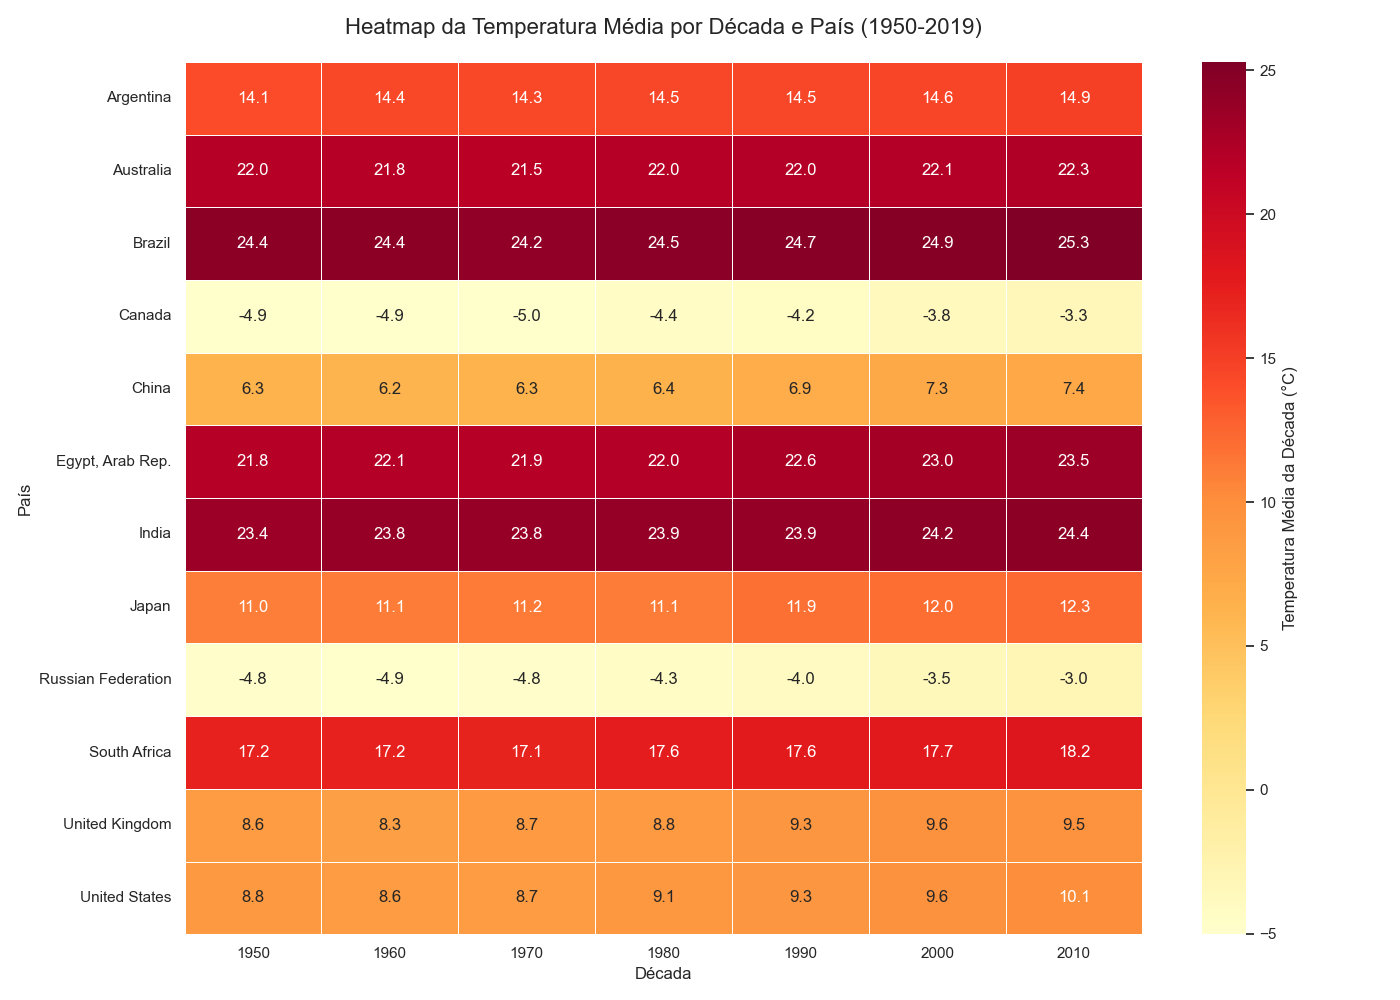 Heatmap da Temperatura Média por Década e País (1950-2019)
País
Argentina 14.1 14.4 14.3 14.5 14.5 14.6 14.9
Australia 22.0 21.8 21.5 22.0 22.0 22.1 22.3
Brazil 24.4 24.4 24.2 24.5 24.7 24.9 25.3
Canada -4.9 -4.9 -5.0 -4.4 -4.2 -3.8 -3.3
China 6.3 6.2 6.3 6.4 6.9 7.3 7.4
Egypt, Arab Rep. 21.8 22.1 21.9 22.0 22.6 23.0 23.5
India 23.4 23.8 23.8 23.9 23.9 24.2 24.4
Japan 11.0 11.1 11.2 11.1 11.9 12.0 12.3
Russian Federation -4.8 -4.9 -4.8 -4.3 -4.0 -3.5 -3.0
South Africa 17.2 17.2 17.1 17.6 17.6 17.7 18.2
United Kingdom 8.6 8.3 8.7 8.8 9.3 9.6 9.5
United States 8.8 8.6 8.7 9.1 9.3 9.6 10.1
1950 1960 1970 1980 1990 2000 2010
Década
25
20
15
10
5
0
−5
Temperatura Média da Década (°C)